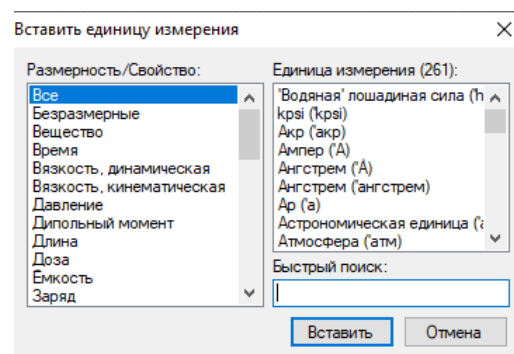 Вставить единицу измерения
Размерность/Свойство:
Все
Безразмерные
Вещество
Время
Вязкость, динамическая
Вязкость, кинематическая
Давление
Дипольный момент
Длина
Доза
Ёмкость
Заряд
Единица измерения (261):
'Водяная' лошадиная сила ('h
kpsi ('kpsi)
Акр ('акр)
Ампер ('A)
Ангстрем ('Å)
Ангстрем ('ангстрем)
Ар ('a)
Астрономическая единица ('а
Атмосфера ('атм)
Быстрый поиск:
Вставить
Отмена